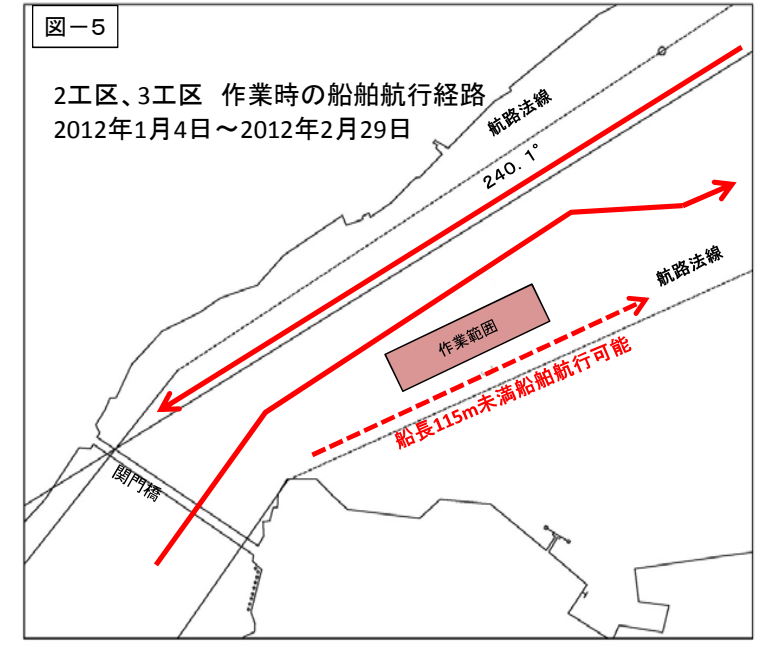 図－5
2工区、3工区 作業時の船舶航行経路
2012年1月4日～2012年2月29日
航路法線
240.1°
航路法線
作業範囲
船長115m未満船舶航行可能
関門橋